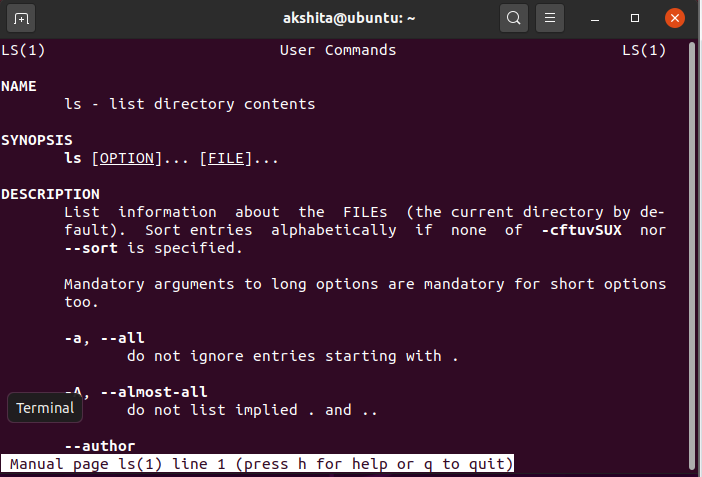 akshita@ubuntu: ~
LS(1) User Commands LS(1)
NAME
ls - list directory contents
SYNOPSIS
ls [OPTION]... [FILE]...
DESCRIPTION
List information about the FILEs (the current directory by de-
fault). Sort entries alphabetically if none of -cftuvSUX nor
--sort is specified.
Mandatory arguments to long options are mandatory for short options
too.
-a, --all
do not ignore entries starting with .
-A, --almost-all
Terminal
do not list implied . and ..
--author
Manual page ls(1) line 1 (press h for help or q to quit)